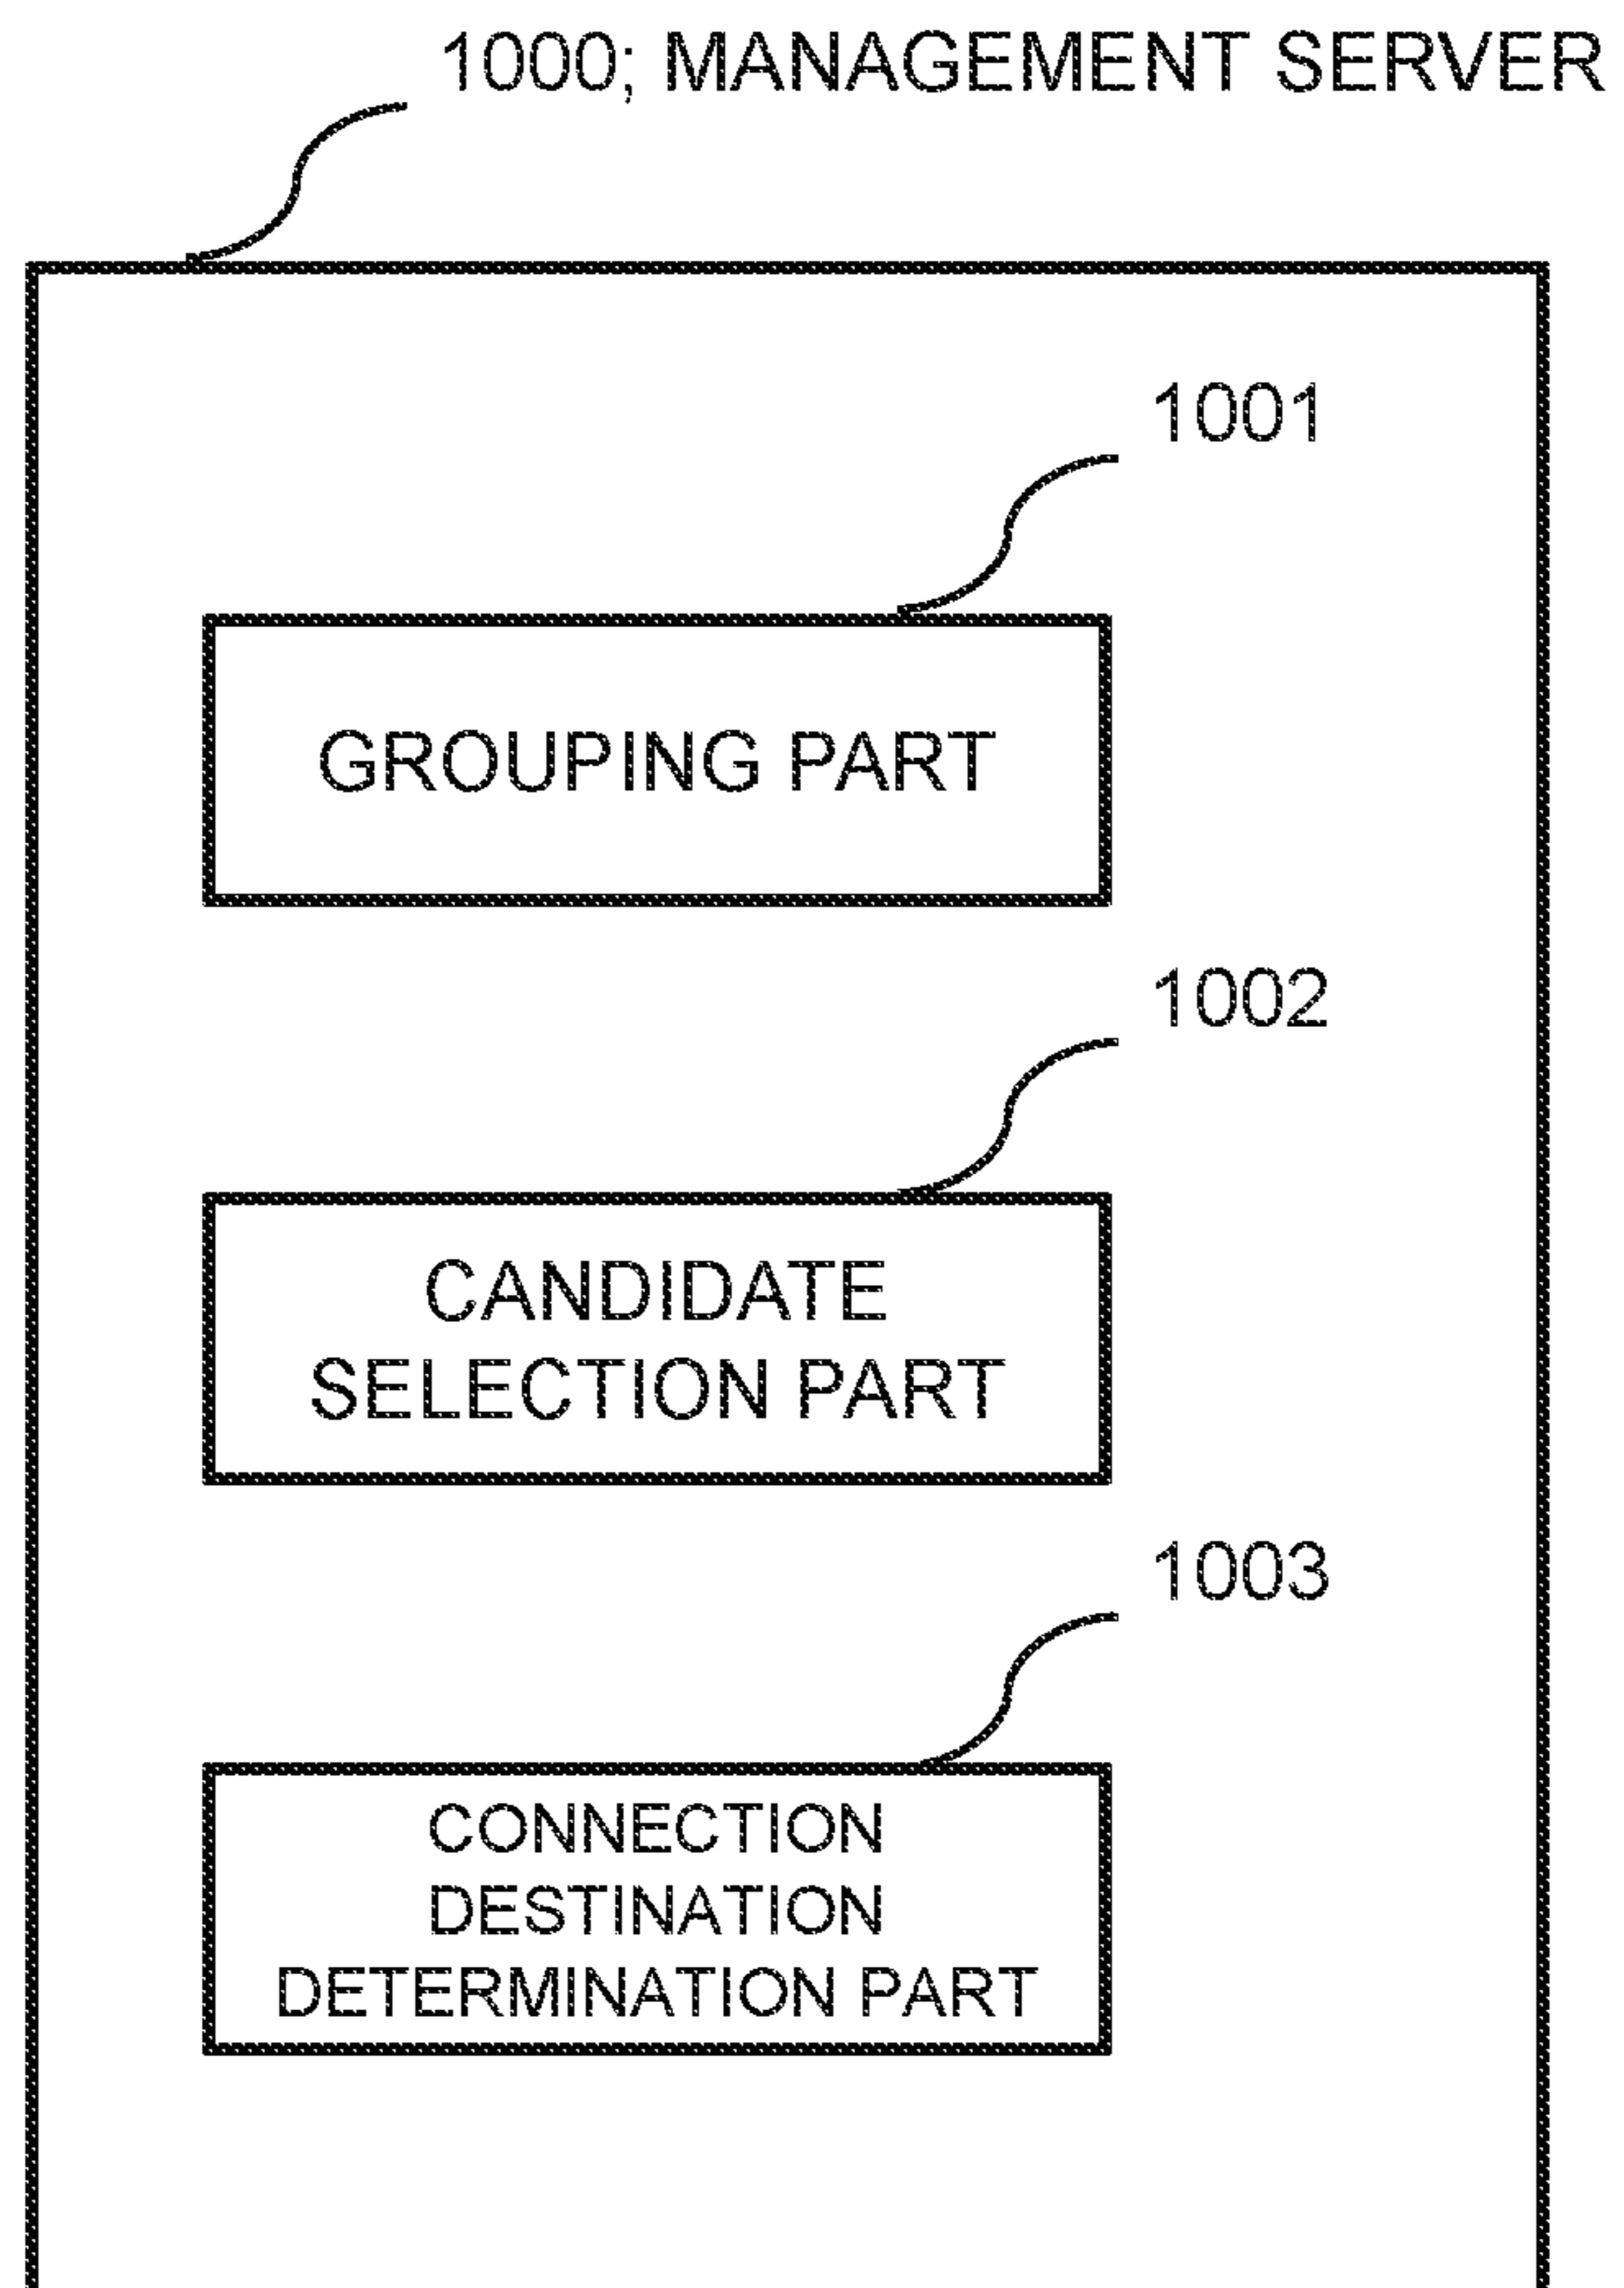 1000; MANAGEMENT SERVER
1001
GROUPING PART
1002
CANDIDATE
SELECTION PART
1003
CONNECTION
DESTINATION
DETERMINATION PART